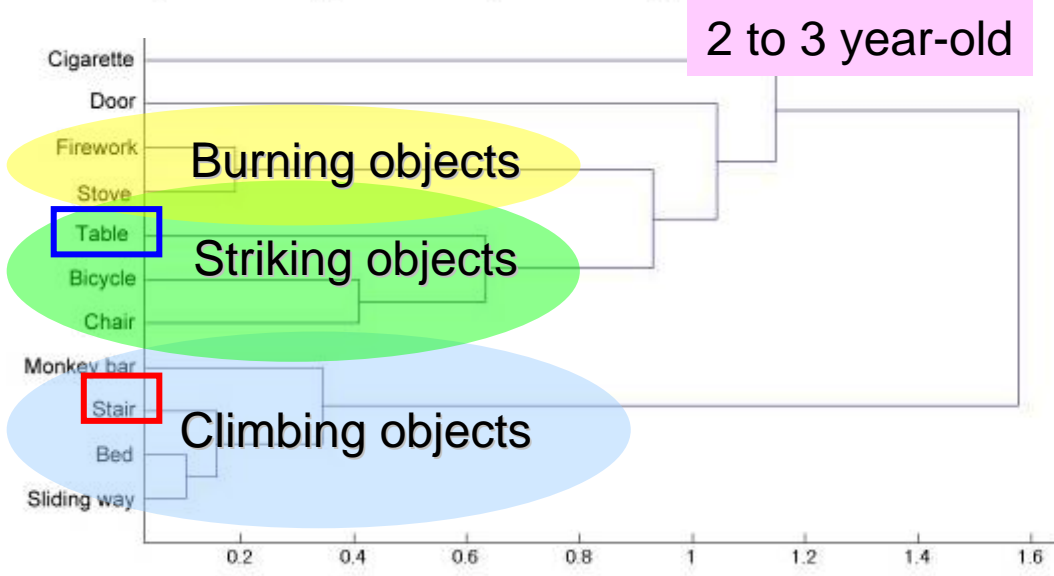 2 to 3 year-old
Cigarette
Door
Firework
Burning objects
Stove
Table
Striking objects
Bicycle
Chair
Monkey bar
Stair
Climbing objects
Bed
Sliding way
0.2 0.4 0.6 0.8 1 1.2 1.4 1.6